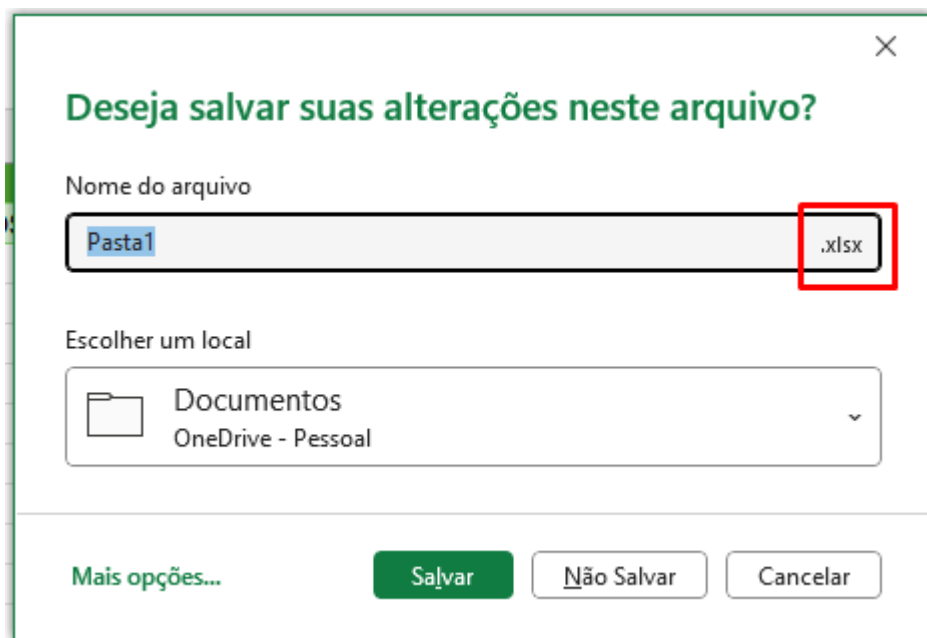 Deseja salvar suas alterações neste arquivo?
Nome do arquivo
Pasta1 .xlsx
Escolher um local
Documentos
OneDrive - Pessoal
Mais opções... Salvar Não Salvar Cancelar